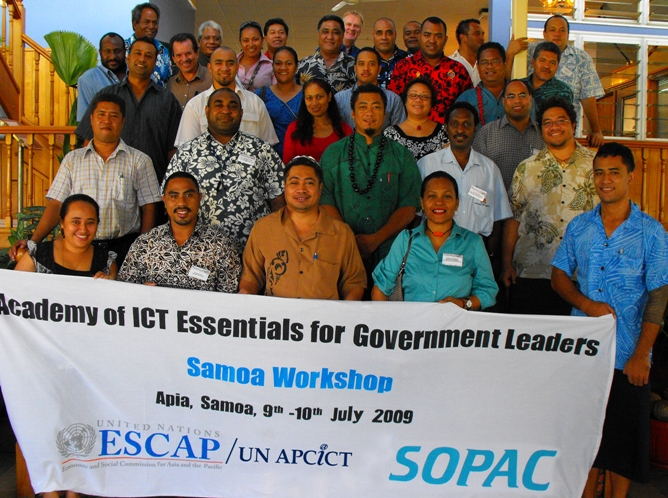 Academy of ICT Essentials for Government Leaders
Samoa Workshop
Apia, Samoa, 9th -10th July 2009
UNITED NATIONS
ESCAP / UN APCICT
Economic and Social Commission for Asia and the Pacific
SOPAC